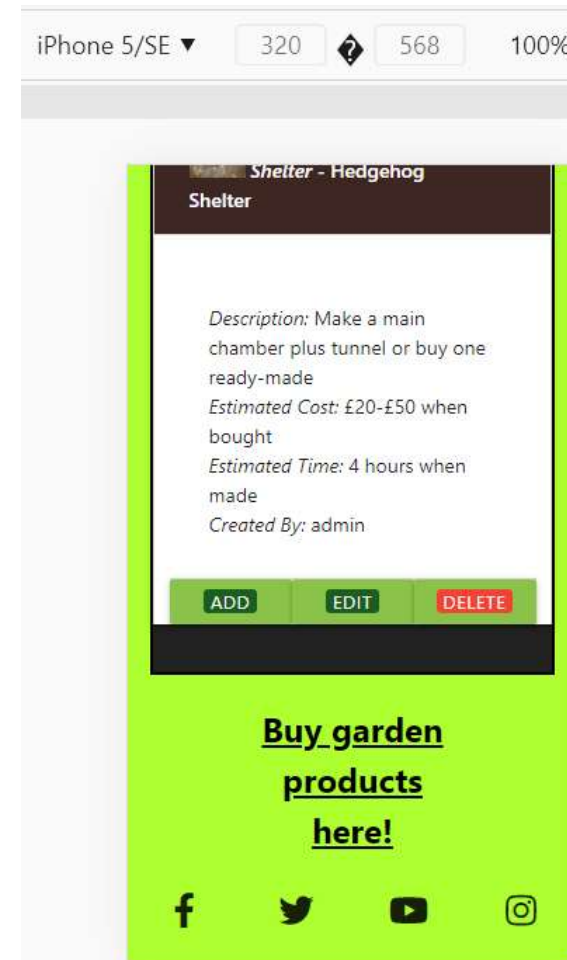 iPhone 5/SE ▼ 320 � 568 100%
Shelter - Hedgehog
Shelter
Description: Make a main
chamber plus tunnel or buy one
ready-made
Estimated Cost: £20-£50 when
bought
Estimated Time: 4 hours when
made
Created By: admin
ADD EDIT DELETE
Buy garden
products
here!